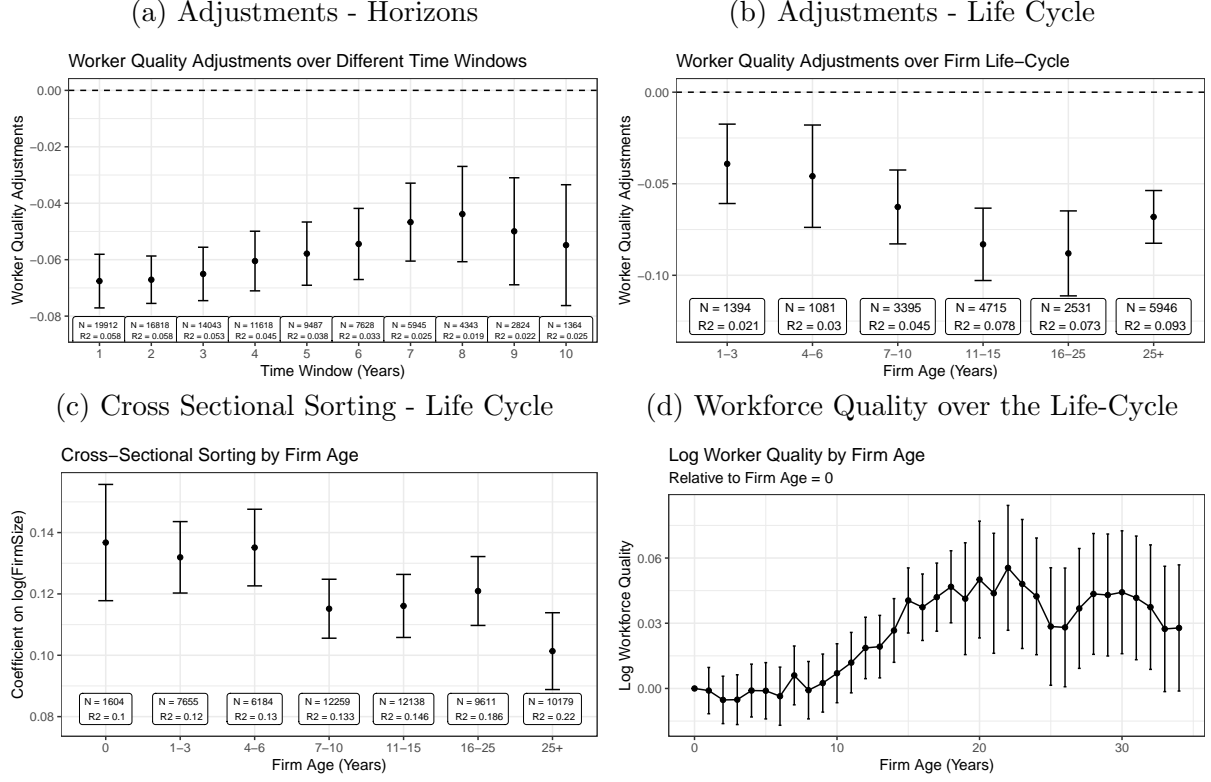 (a) Adjustments - Horizons
Worker Quality Adjustments over Different Time Windows
Worker Quality Adjustments
0.00
−0.02
−0.04
−0.06
−0.08
N = 19912
R2 = 0.058
N = 16818
R2 = 0.058
N = 14043
R2 = 0.053
N = 11618
R2 = 0.045
N = 9487
R2 = 0.038
N = 7628
R2 = 0.033
N = 5945
R2 = 0.025
N = 4343
R2 = 0.019
N = 2824
R2 = 0.022
N = 1364
R2 = 0.025
1 2 3 4 5 6 7 8 9 10
Time Window (Years)
(b) Adjustments - Life Cycle
Worker Quality Adjustments over Firm Life−Cycle
Worker Quality Adjustments
0.00
−0.05
−0.10
N = 1394
R2 = 0.021
N = 1081
R2 = 0.03
N = 3395
R2 = 0.045
N = 4715
R2 = 0.078
N = 2531
R2 = 0.073
N = 5946
R2 = 0.093
1−3 4−6 7−10 11−15 16−25 25+
Firm Age (Years)
(c) Cross Sectional Sorting - Life Cycle
Cross−Sectional Sorting by Firm Age
Coefficient on log(FirmSize)
0.14
0.12
0.10
0.08
N = 1604
R2 = 0.1
N = 7655
R2 = 0.12
N = 6184
R2 = 0.13
N = 12259
R2 = 0.133
N = 12138
R2 = 0.146
N = 9611
R2 = 0.186
N = 10179
R2 = 0.22
0 1−3 4−6 7−10 11−15 16−25 25+
Firm Age (Years)
(d) Workforce Quality over the Life-Cycle
Log Worker Quality by Firm Age
Relative to Firm Age = 0
Log Workforce Quality
0.06
0.03
0.00
0 10 20 30
Firm Age (Years)